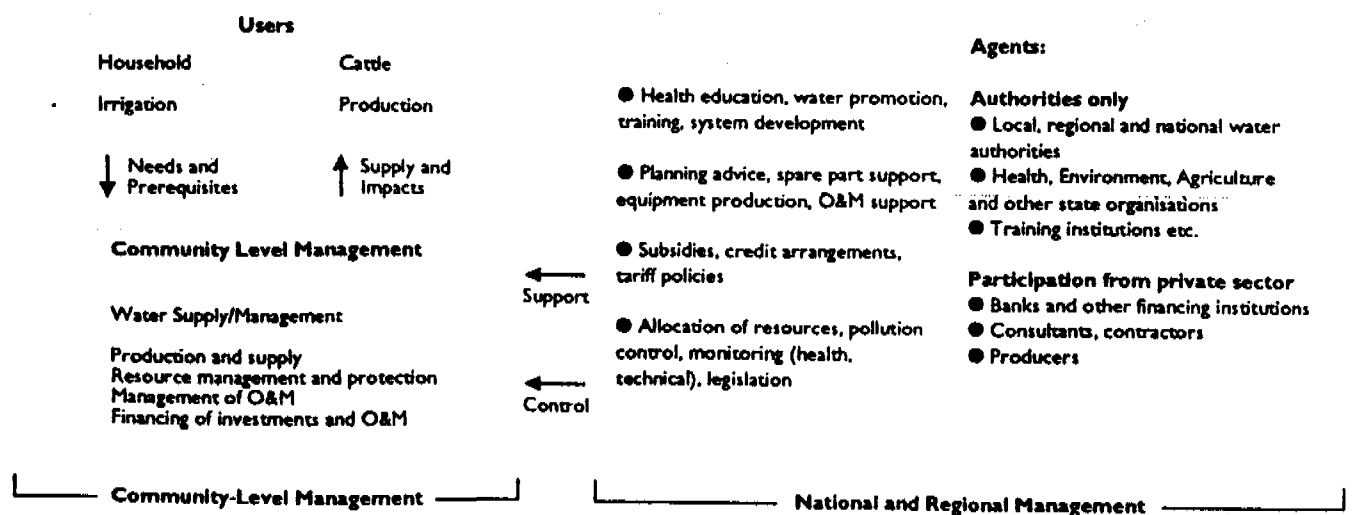 Users
Household
Cattle
Irrigation
Production
Needs and
Prerequisites
Supply and
Impacts
Community Level Management
Water Supply/Management
Production and supply
Resource management and protection
Management of O&M
Financing of investments and O&M
Support
Control
● Health education, water promotion,
training, system development
● Planning advice, spare part support,
equipment production, O&M support
● Subsidies, credit arrangements,
tariff policies
● Allocation of resources, pollution
control, monitoring (health,
technical), legislation
Agents:
Authorities only
● Local, regional and national water
authorities
● Health, Environment, Agriculture
and other state organisations
● Training institutions etc.
Participation from private sector
● Banks and other financing institutions
● Consultants, contractors
● Producers
Community-Level Management
National and Regional Management